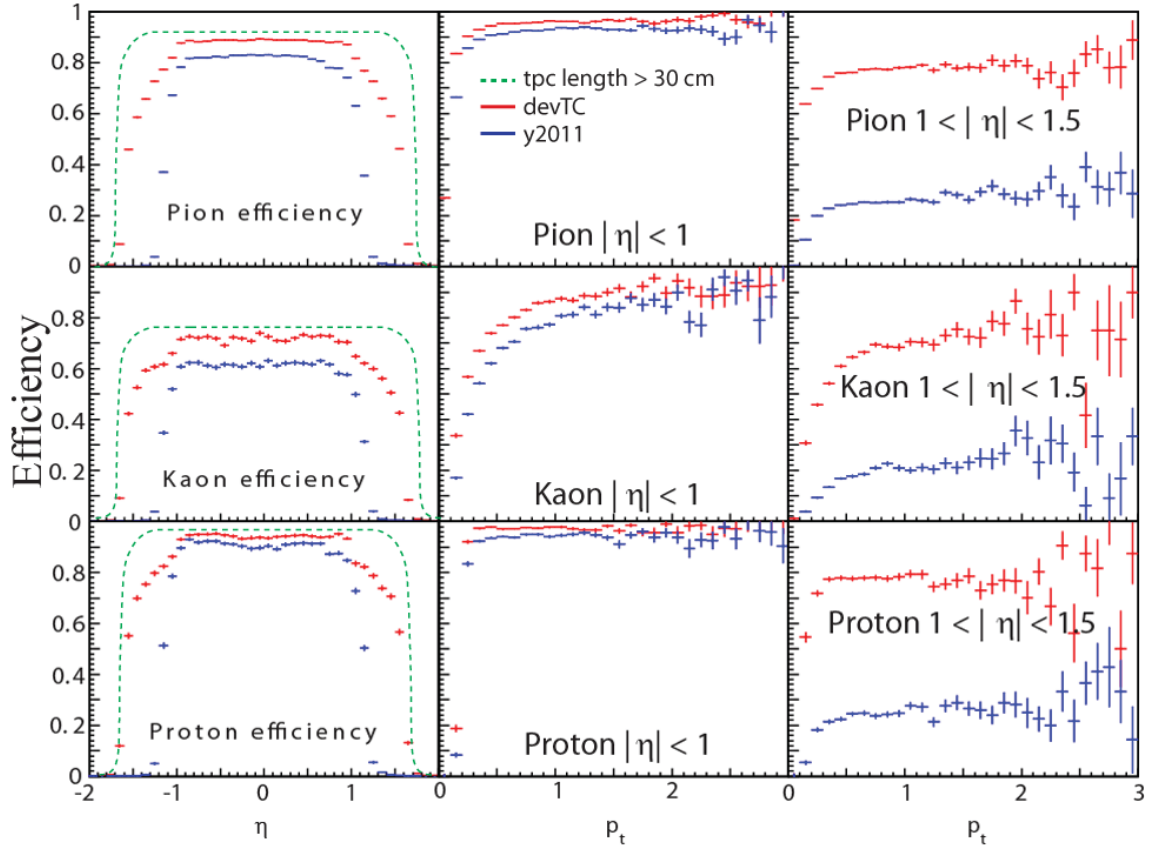 1
0.8
0.6
0.4
0.2
0
Pion efficiency
tpc length > 30 cm
devTC
y2011
Pion | η| < 1
Pion 1 < | η| < 1.5
0.8
0.6
0.4
0.2
0
Kaon efficiency
Kaon | η| < 1
Kaon 1 < | η| < 1.5
0.8
0.6
0.4
0.2
0
Proton efficiency
Proton | η| < 1
Proton 1 < | η| < 1.5
Efficiency
-2 -1 0 1 0 1 2 0 1 2 3
η pt pt